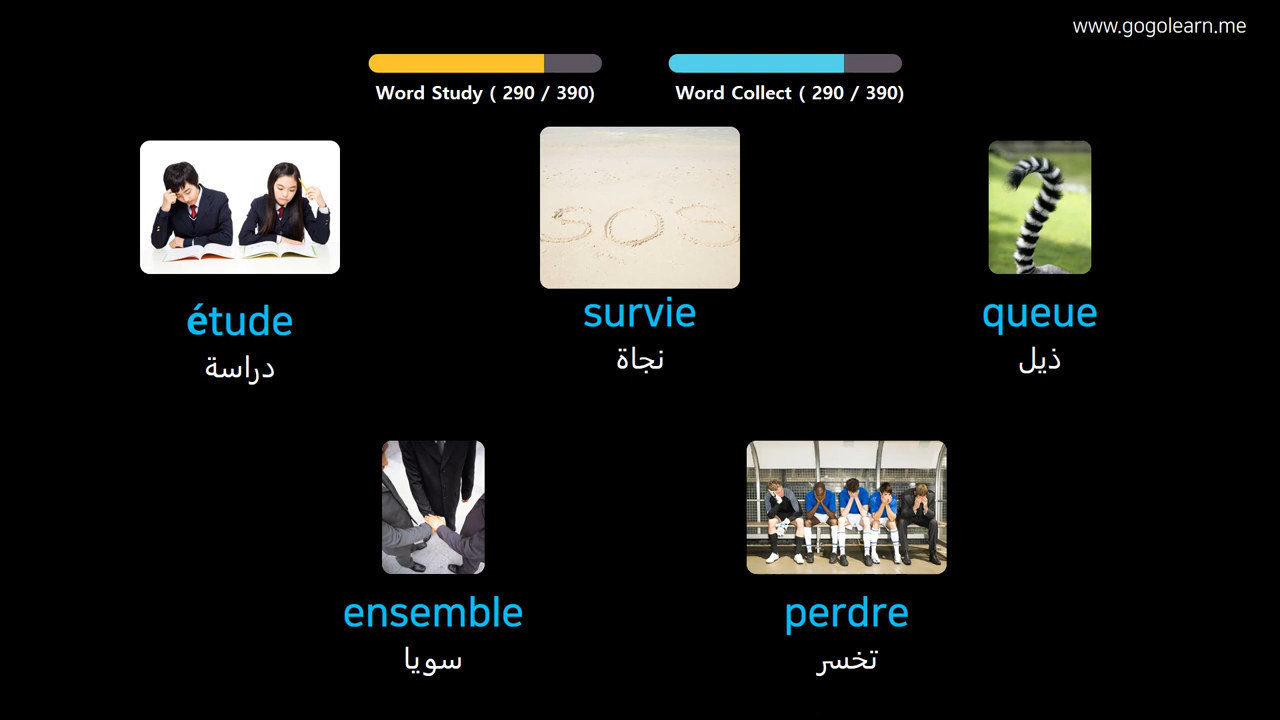 www.gogolearn.me
Word Study ( 290 / 390)
Word Collect ( 290 / 390)
SOS
étude
دراسة
survie
نجاة
queue
ذيل
ensemble
سويا
perdre
تخسر